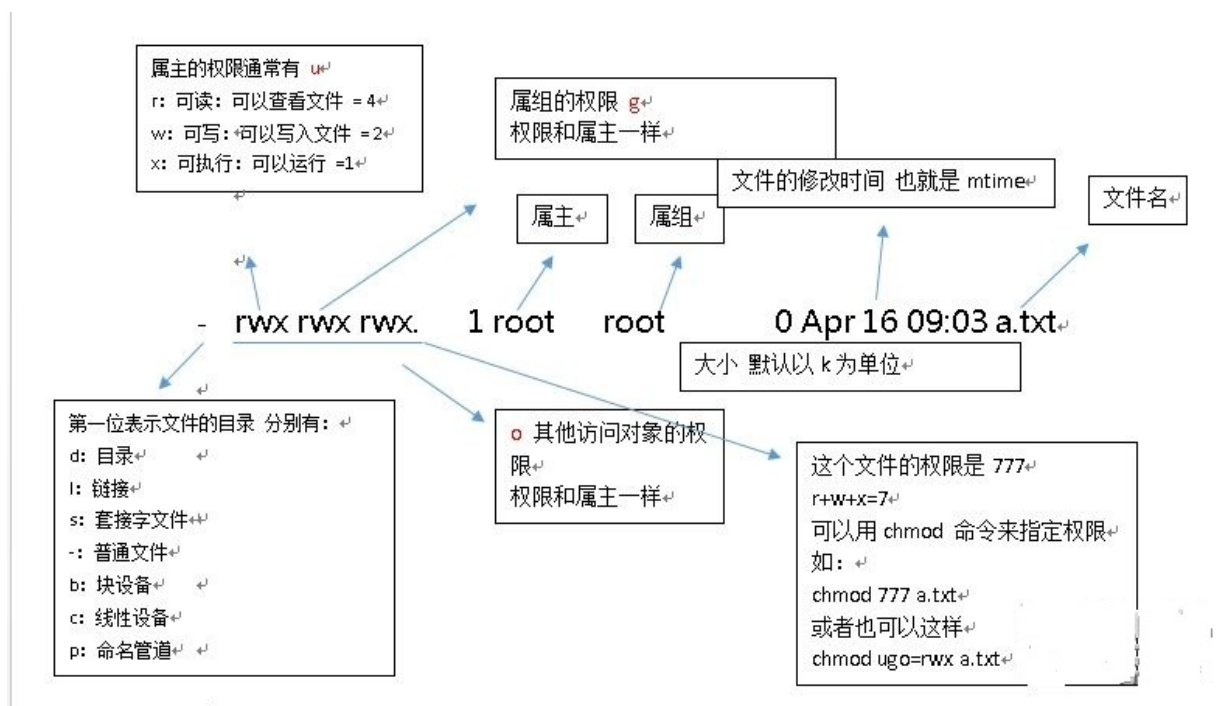 属主的权限通常有 u
r: 可读: 可以查看文件 = 4
w: 可写: 可以写入文件 = 2
x: 可执行: 可以运行 =1
属组的权限 g
权限和属主一样
文件的修改时间 也就是 mtime
文件名
属主
属组
- rwx rwx rwx. 1 root root 0 Apr 16 09:03 a.txt
大小 默认以 k 为单位
第一位表示文件的目录 分别有:
d: 目录
l: 链接
s: 套接字文件
-: 普通文件
b: 块设备
c: 线性设备
p: 命名管道
o 其他访问对象的权
限
权限和属主一样
这个文件的权限是 777
r+w+x=7
可以用 chmod 命令来指定权限
如:
chmod 777 a.txt
或者也可以这样
chmod ugo=rwx a.txt